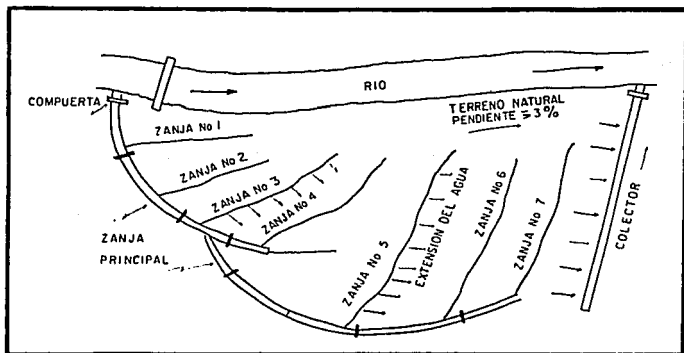 RIO
COMPUERTA
TERRENO NATURAL
PENDIENTE ≅ 3%
ZANJA No 1
ZANJA No 2
ZANJA No 3
ZANJA No 4
ZANJA
PRINCIPAL
ZANJA No 5
EXTENSION DEL AGUA
ZANJA No 6
ZANJA No 7
COLECTOR